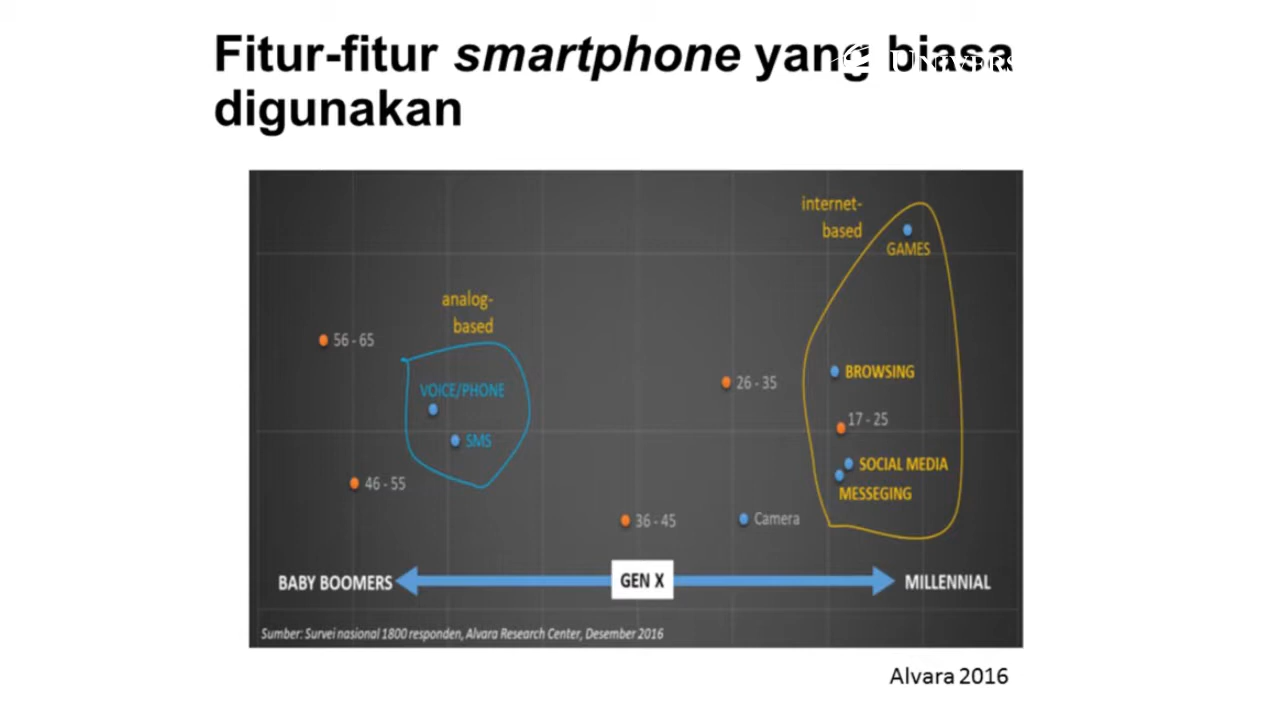 Fitur-fitur smartphone yang biasa
digunakan
internet-
based
GAMES
analog-
based
56 - 65
VOICE/PHONE
SMS
46 - 55
26 - 35
BROWSING
17 - 25
SOCIAL MEDIA
MESSEGING
36 - 45
Camera
BABY BOOMERS
GEN X
MILLENNIAL
Sumber: Survei nasional 1800 responden, Alvara Research Center, Desember 2016
Alvara 2016